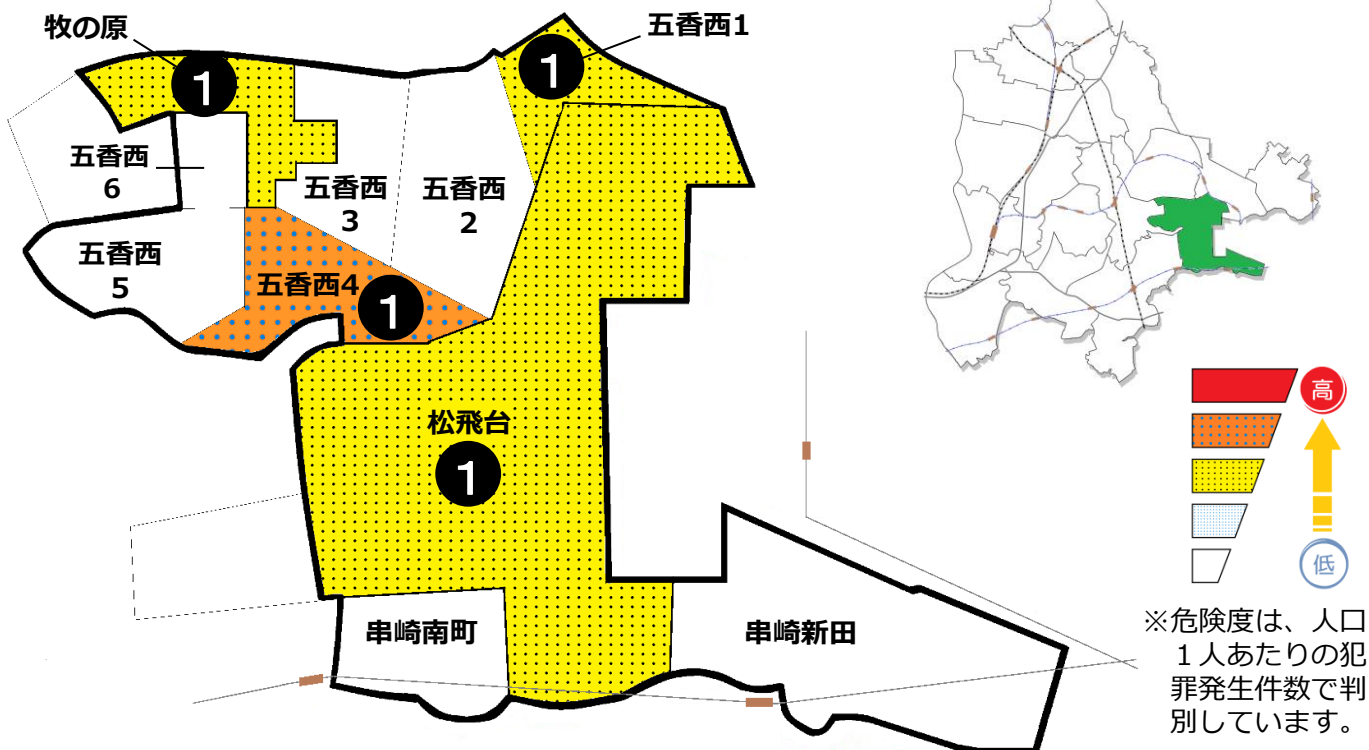 牧の原
1
五香西1
1
五香西
6
五香西
3
五香西
2
五香西
5
五香西4
1
松飛台
1
串崎南町
串崎新田
高
低
※危険度は、人口
１人あたりの犯
罪発生件数で判
別しています。